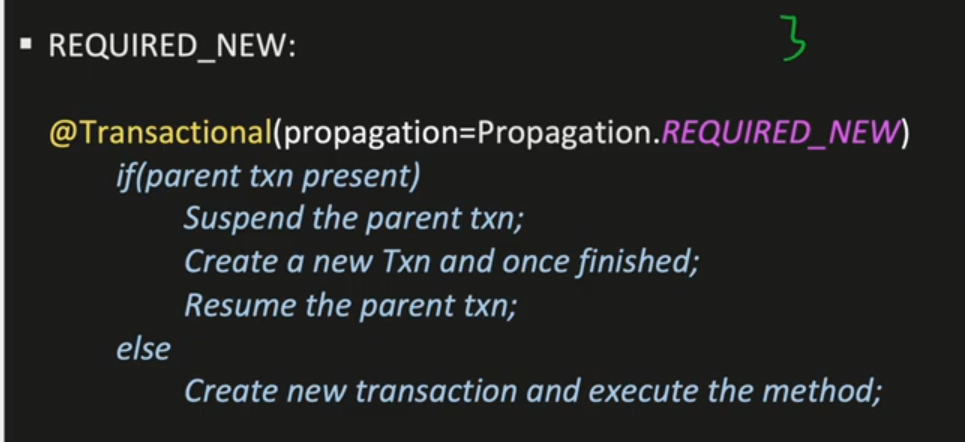 ▪ REQUIRED_NEW:
@Transactional(propagation=Propagation.REQUIRED_NEW)
if(parent txn present)
Suspend the parent txn;
Create a new Txn and once finished;
Resume the parent txn;
else
Create new transaction and execute the method;